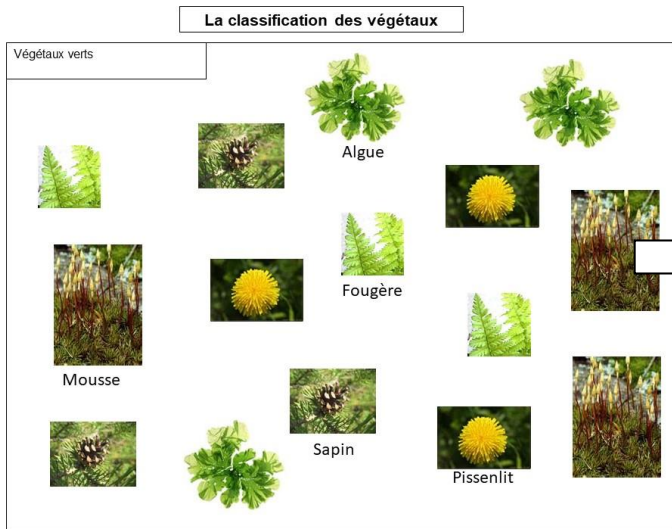 La classification des végétaux
Végétaux verts
Algue
Fougère
Mousse
Sapin
Pissenlit